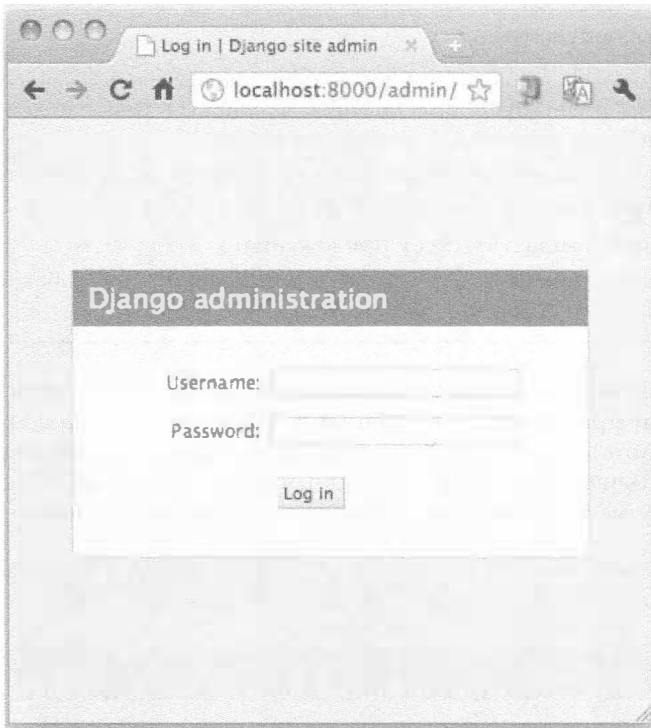 Log in | Django site admin
localhost:8000/admin/
Django administration
Username:
Password:
Log in